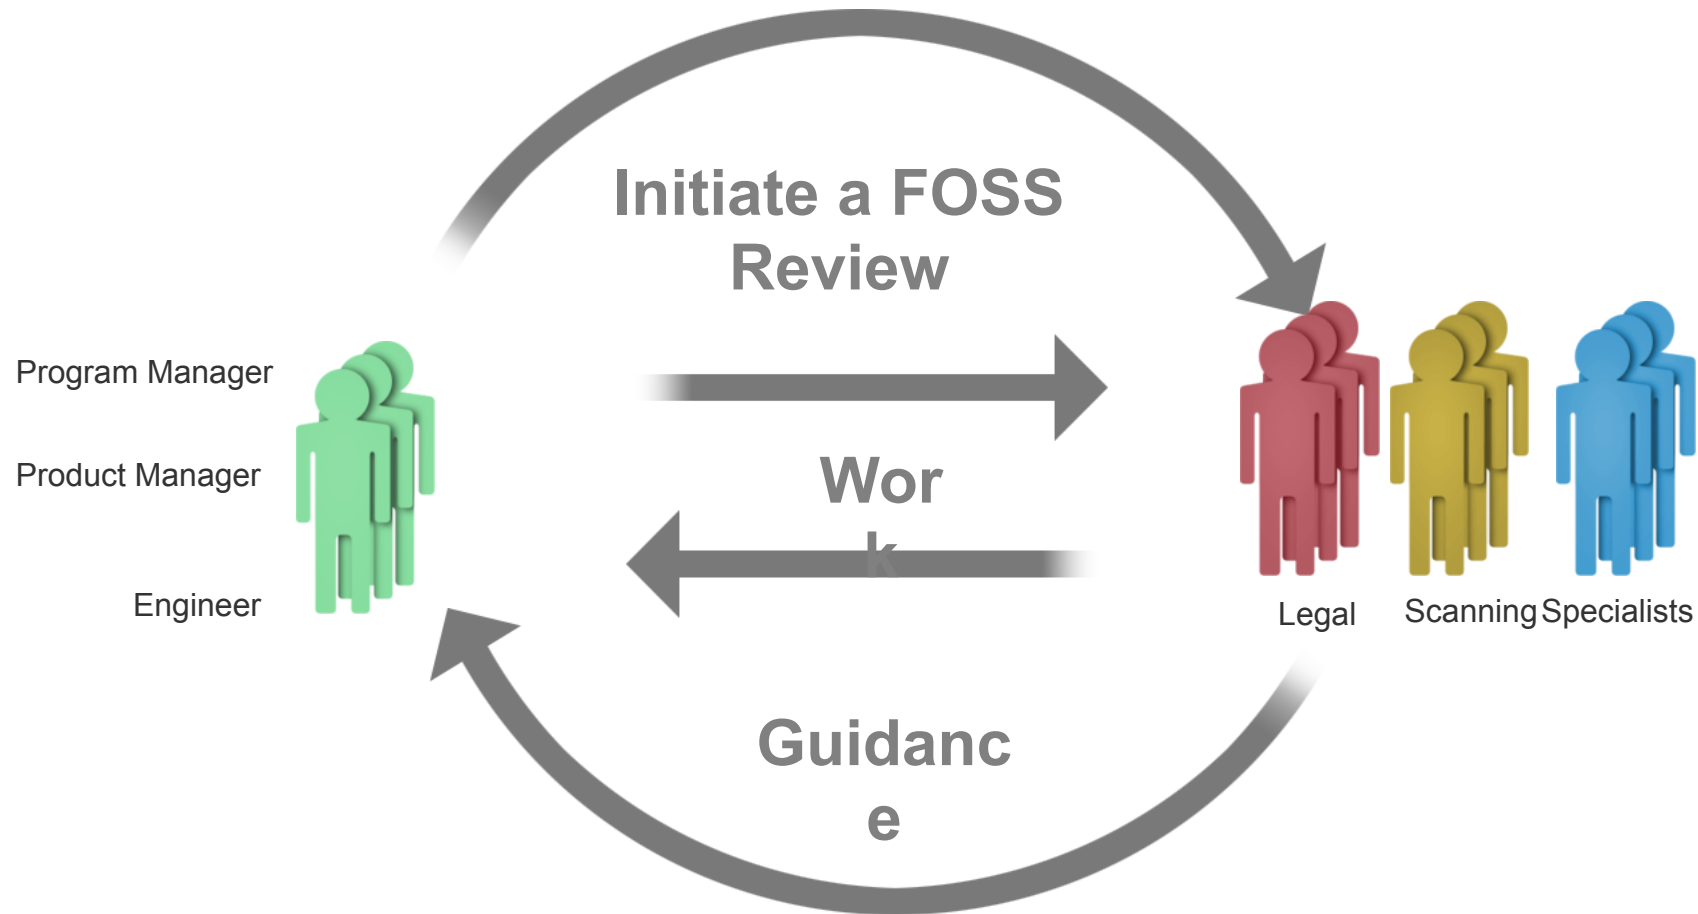 Initiate a FOSS
Review
Program Manager
Product Manager
Engineer
Wor
k
Legal
Scanning
Specialists
Guidanc
e